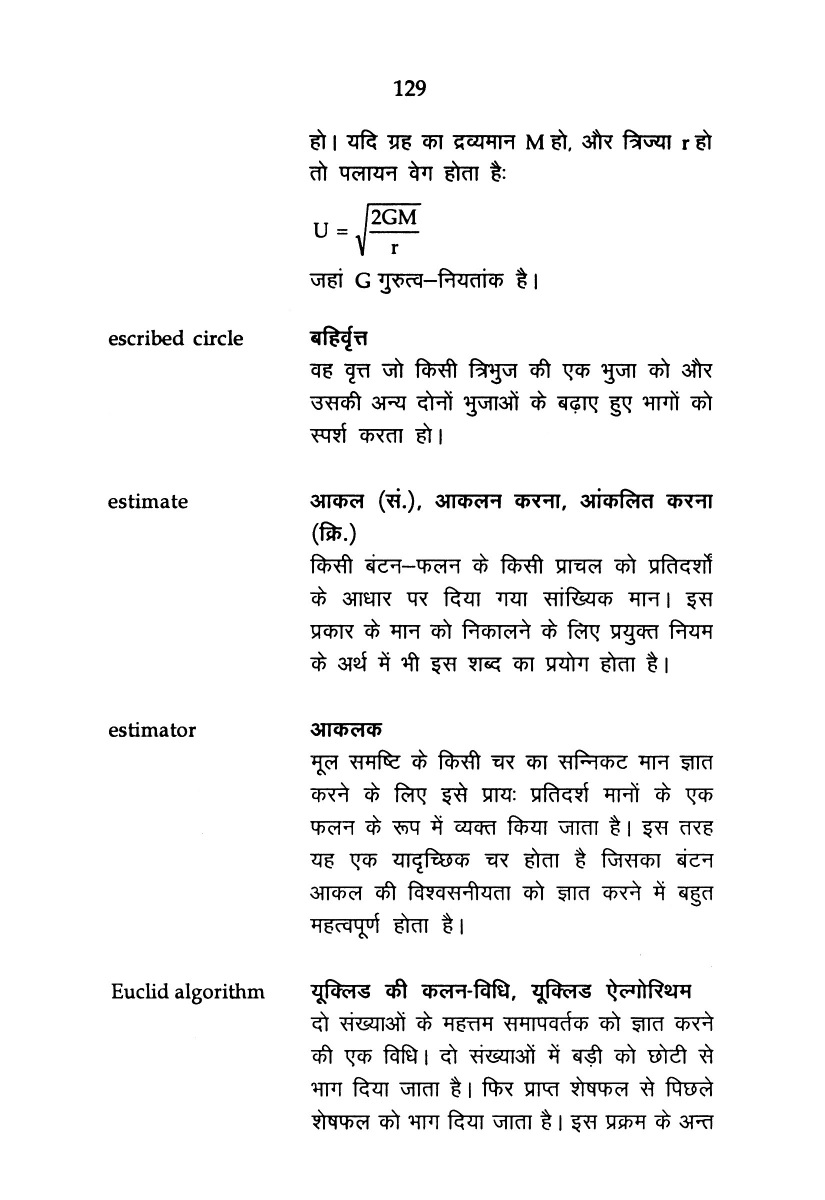 129
हो। यदि ग्रह का द्रव्यमान M हो, और त्रिज्या r हो
तो पलायन वेग होता है:
U = √(2GM/r)
जहां G गुरुत्व–नियतांक है।
escribed circle बहिर्वृत्त
वह वृत्त जो किसी त्रिभुज की एक भुजा को और
उसकी अन्य दोनों भुजाओं के बढ़ाए हुए भागों को
स्पर्श करता हो।
estimate आकल (सं.), आकलन करना, आंकलित करना
(क्रि.)
किसी बंटन–फलन के किसी प्राचल को प्रतिदर्शों
के आधार पर दिया गया सांख्यिक मान। इस
प्रकार के मान को निकालने के लिए प्रयुक्त नियम
के अर्थ में भी इस शब्द का प्रयोग होता है।
estimator आकलक
मूल समष्टि के किसी चर का सन्निकट मान ज्ञात
करने के लिए इसे प्रायः प्रतिदर्श मानों के एक
फलन के रूप में व्यक्त किया जाता है। इस तरह
यह एक यादृच्छिक चर होता है जिसका बंटन
आकल की विश्वसनीयता को ज्ञात करने में बहुत
महत्वपूर्ण होता है।
Euclid algorithm यूक्लिड की कलन-विधि, यूक्लिड ऐल्गोरिथम
दो संख्याओं के महत्तम समापवर्तक को ज्ञात करने
की एक विधि। दो संख्याओं में बड़ी को छोटी से
भाग दिया जाता है। फिर प्राप्त शेषफल से पिछले
शेषफल को भाग दिया जाता है। इस प्रक्रम के अन्त